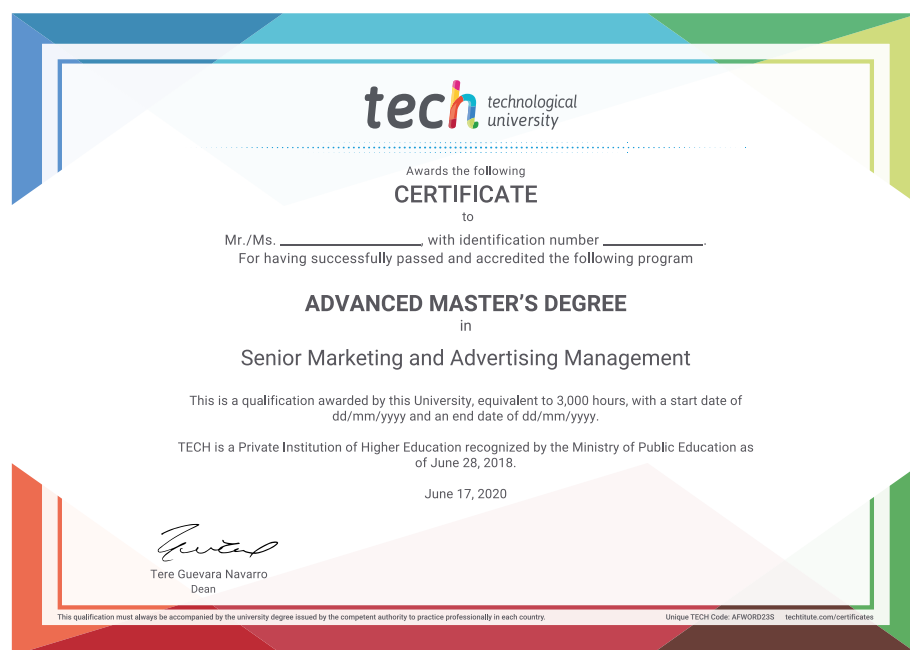 tech technological
university
Awards the following
CERTIFICATE
to
Mr./Ms. ____________________, with identification number ______________.
For having successfully passed and accredited the following program
ADVANCED MASTER'S DEGREE
in
Senior Marketing and Advertising Management
This is a qualification awarded by this University, equivalent to 3,000 hours, with a start date of
dd/mm/yyyy and an end date of dd/mm/yyyy.
TECH is a Private Institution of Higher Education recognized by the Ministry of Public Education as
of June 28, 2018.
June 17, 2020
Tere Guevara Navarro
Dean
This qualification must always be accompanied by the university degree issued by the competent authority to practice professionally in each country. Unique TECH Code: AFWORD23S techtitute.com/certificates